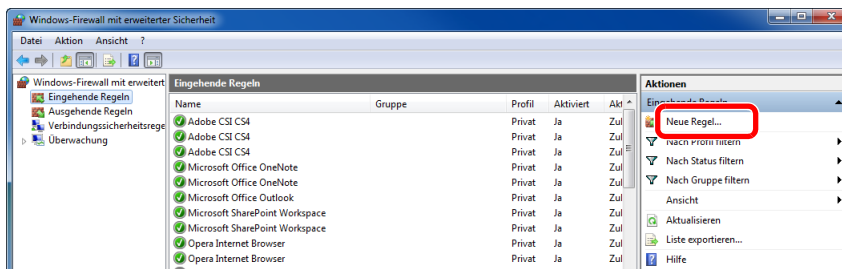 Windows-Firewall mit erweiterter Sicherheit
Datei Aktion Ansicht ?
Windows-Firewall mit erweitert
Eingehende Regeln
Ausgehende Regeln
Verbindungssicherheitsrege
Überwachung
Eingehende Regeln
Name Gruppe Profil Aktiviert Akt
Adobe CSI CS4 Privat Ja Zul
Adobe CSI CS4 Privat Ja Zul
Adobe CSI CS4 Privat Ja Zul
Microsoft Office OneNote Privat Ja Zul
Microsoft Office OneNote Privat Ja Zul
Microsoft Office Outlook Privat Ja Zul
Microsoft SharePoint Workspace Privat Ja Zul
Microsoft SharePoint Workspace Privat Ja Zul
Opera Internet Browser Privat Ja Zul
Opera Internet Browser Privat Ja Zul
Aktionen
Eingehende Regeln
Neue Regel...
Nach Profil filtern
Nach Status filtern
Nach Gruppe filtern
Ansicht
Aktualisieren
Liste exportieren...
Hilfe